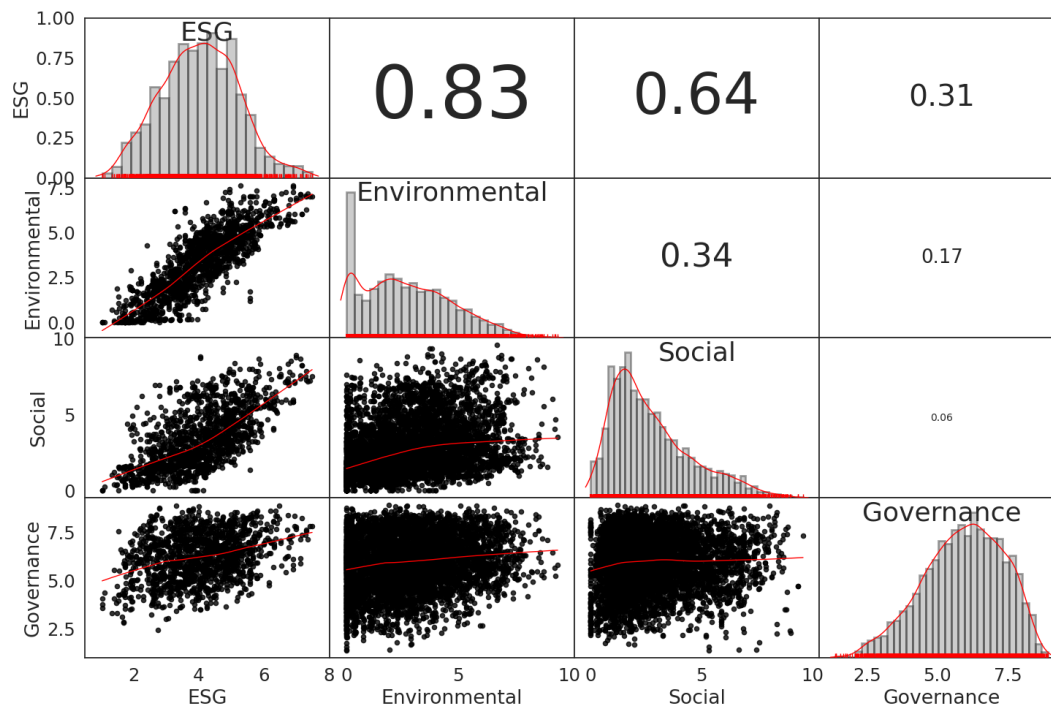 1.00
ESG
0.75
0.50
0.25
0.00
ESG
0.83
0.64
0.31
7.5
5.0
2.5
0.0
Environmental
Environmental
0.34
0.17
10
5
0
Social
Social
0.06
7.5
5.0
2.5
Governance
Governance
2 4 6 8 0 5 10 0 5 10 2.5 5.0 7.5
ESG Environmental Social Governance